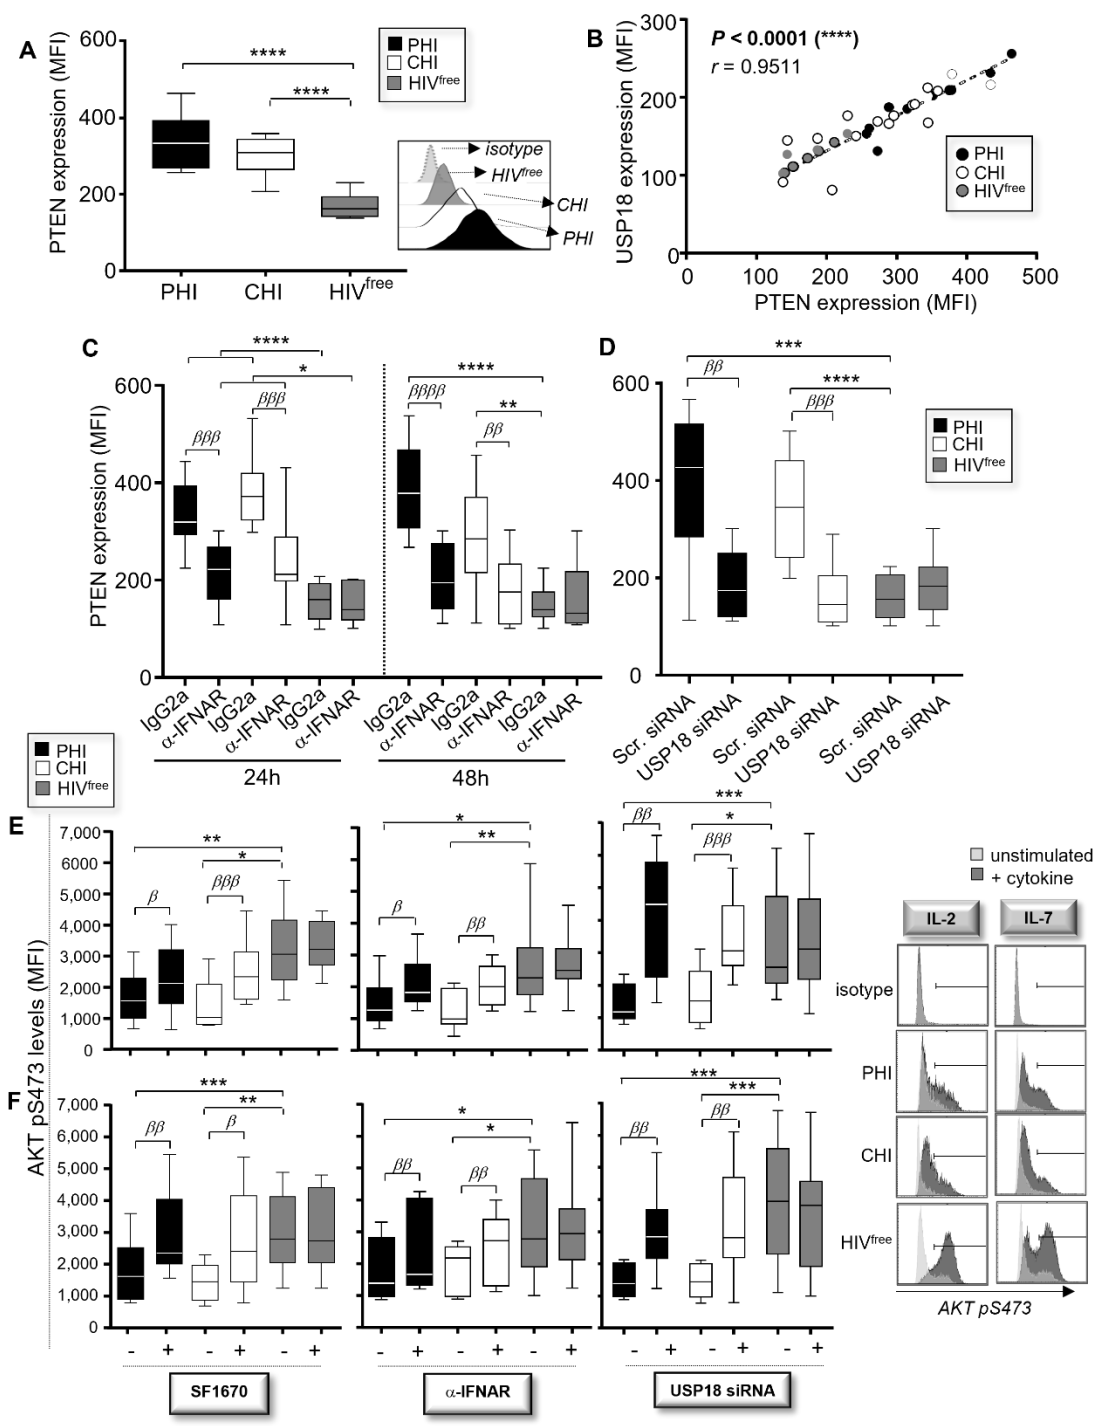 A
PTEN expression (MFI)
600
400
200
0
****
****
PHI
CHI
HIVfree
PHI
CHI
HIVfree
isotype
HIVfree
CHI
PHI
B
USP18 expression (MFI)
300
200
100
0
P < 0.0001 (****)
r = 0.9511
PHI
CHI
HIVfree
0 100 200 300 400 500
PTEN expression (MFI)
C
PTEN expression (MFI)
600
400
200
0
****
*
βββ
βββ
****
ββββ
**
ββ
IgG2a
α-IFNAR
IgG2a
α-IFNAR
IgG2a
α-IFNAR
IgG2a
α-IFNAR
IgG2a
α-IFNAR
IgG2a
α-IFNAR
24h
48h
D
600
400
200
0
***
ββ
****
βββ
PHI
CHI
HIVfree
Scr. siRNA
USP18 siRNA
Scr. siRNA
USP18 siRNA
Scr. siRNA
USP18 siRNA
PHI
CHI
HIVfree
E
AKT pS473 levels (MFI)
7,000
6,000
5,000
4,000
3,000
2,000
1,000
0
**
*
β
βββ
*
**
β
ββ
***
ββ
*
βββ
F
7,000
6,000
5,000
4,000
3,000
2,000
1,000
0
***
**
ββ
β
*
*
ββ
ββ
***
***
ββ
ββ
- + - + - +
- + - + - +
- + - + - +
SF1670
α-IFNAR
USP18 siRNA
unstimulated
+ cytokine
IL-2
IL-7
isotype
PHI
CHI
HIVfree
AKT pS473